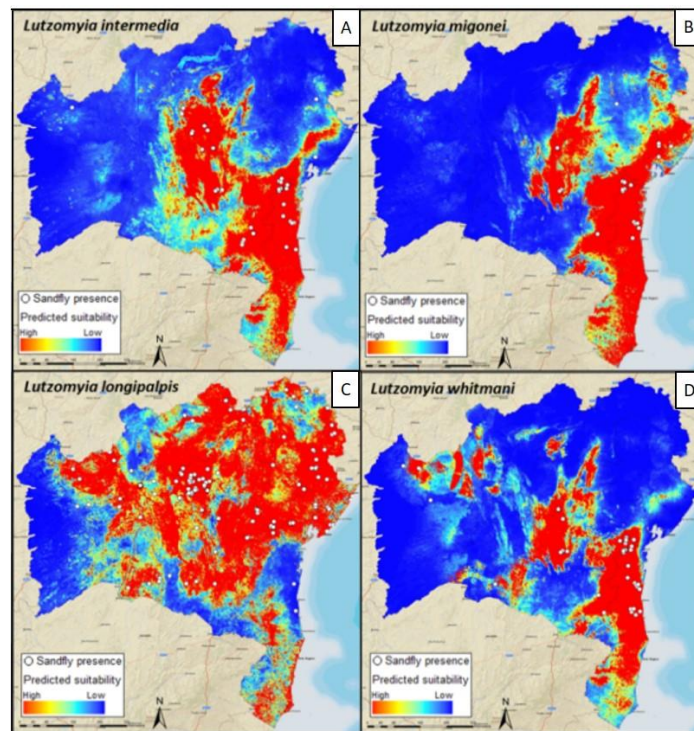 Lutzomyia intermedia
A
Sandfly presence
Predicted suitability
High Low
N
Lutzomyia migonei
B
Sandfly presence
Predicted suitability
High Low
N
Lutzomyia longipalpis
C
Sandfly presence
Predicted suitability
High Low
N
Lutzomyia whitmani
D
Sandfly presence
Predicted suitability
High Low
N